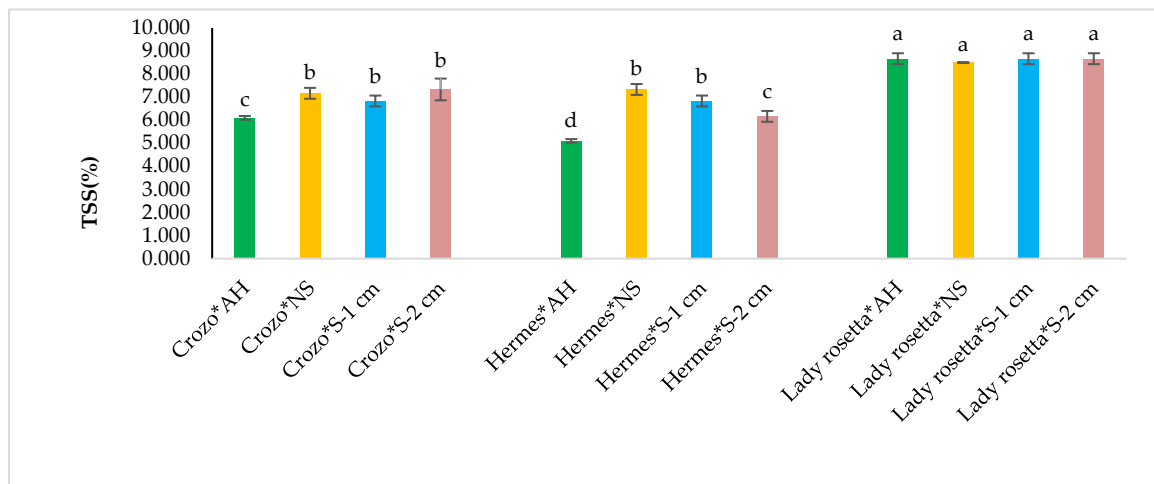 TSS(%)
10.000
9.000
8.000
7.000
6.000
5.000
4.000
3.000
2.000
1.000
0.000
c
b
b
b
d
b
b
c
a
a
a
a
Crozo*AH
Crozo*NS
Crozo*S-1 cm
Crozo*S-2 cm
Hermes*AH
Hermes*NS
Hermes*S-1 cm
Hermes*S-2 cm
Lady rosetta*AH
Lady rosetta*NS
Lady rosetta*S-1 cm
Lady rosetta*S-2 cm